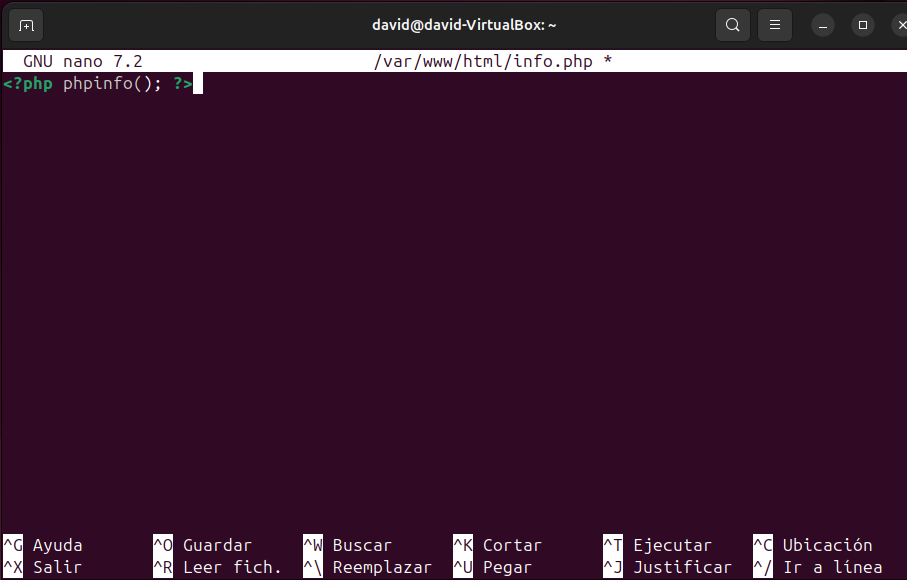 david@david-VirtualBox: ~
GNU nano 7.2 /var/www/html/info.php *
<?php phpinfo(); ?>
^G Ayuda ^O Guardar ^W Buscar ^K Cortar ^T Ejecutar ^C Ubicación
^X Salir ^R Leer fich. ^\ Reemplazar ^U Pegar ^J Justificar ^/ Ir a línea